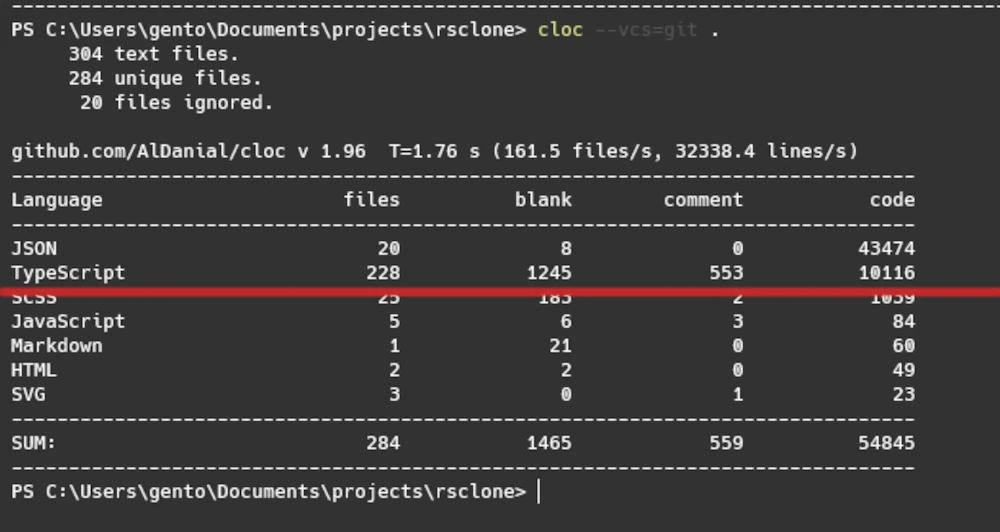 --------------------------------------------------------------------------------
PS C:\Users\gento\Documents\projects\rsclone> cloc --vcs=git .
     304 text files.
     284 unique files.
      20 files ignored.
github.com/AlDanial/cloc v 1.96  T=1.76 s (161.5 files/s, 32338.4 lines/s)
-------------------------------------------------------------------------------
Language                     files          blank        comment           code
-------------------------------------------------------------------------------
JSON                            20              8              0          43474
TypeScript                     228           1245            553          10116
SCSS                            25            183              2           1039
JavaScript                       5              6              3             84
Markdown                         1             21              0             60
HTML                             2              2              0             49
SVG                              3              0              1             23
-------------------------------------------------------------------------------
SUM:                           284           1465            559          54845
-------------------------------------------------------------------------------
PS C:\Users\gento\Documents\projects\rsclone>